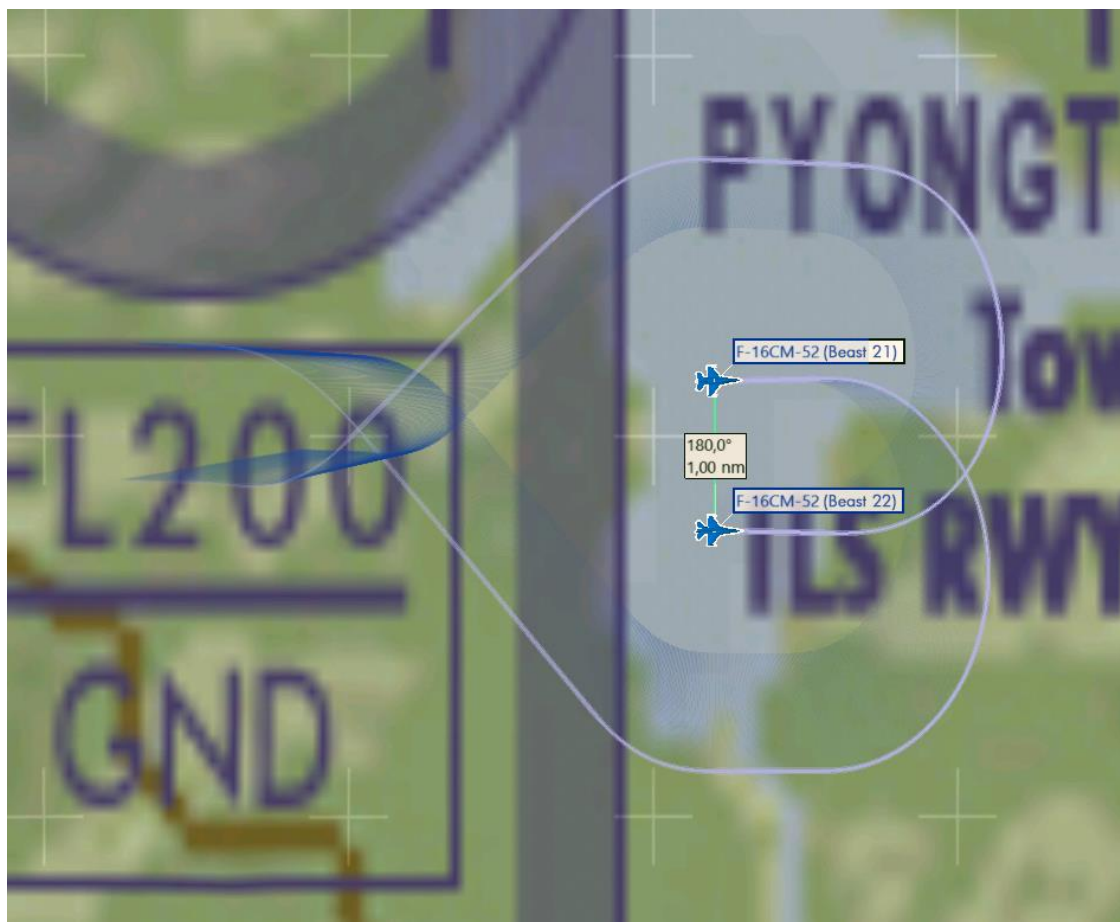 PYONGT
F-16CM-52 (Beast 21)
Tow
180,0°
1,00 nm
FL200
F-16CM-52 (Beast 22)
ILS RWY
GND